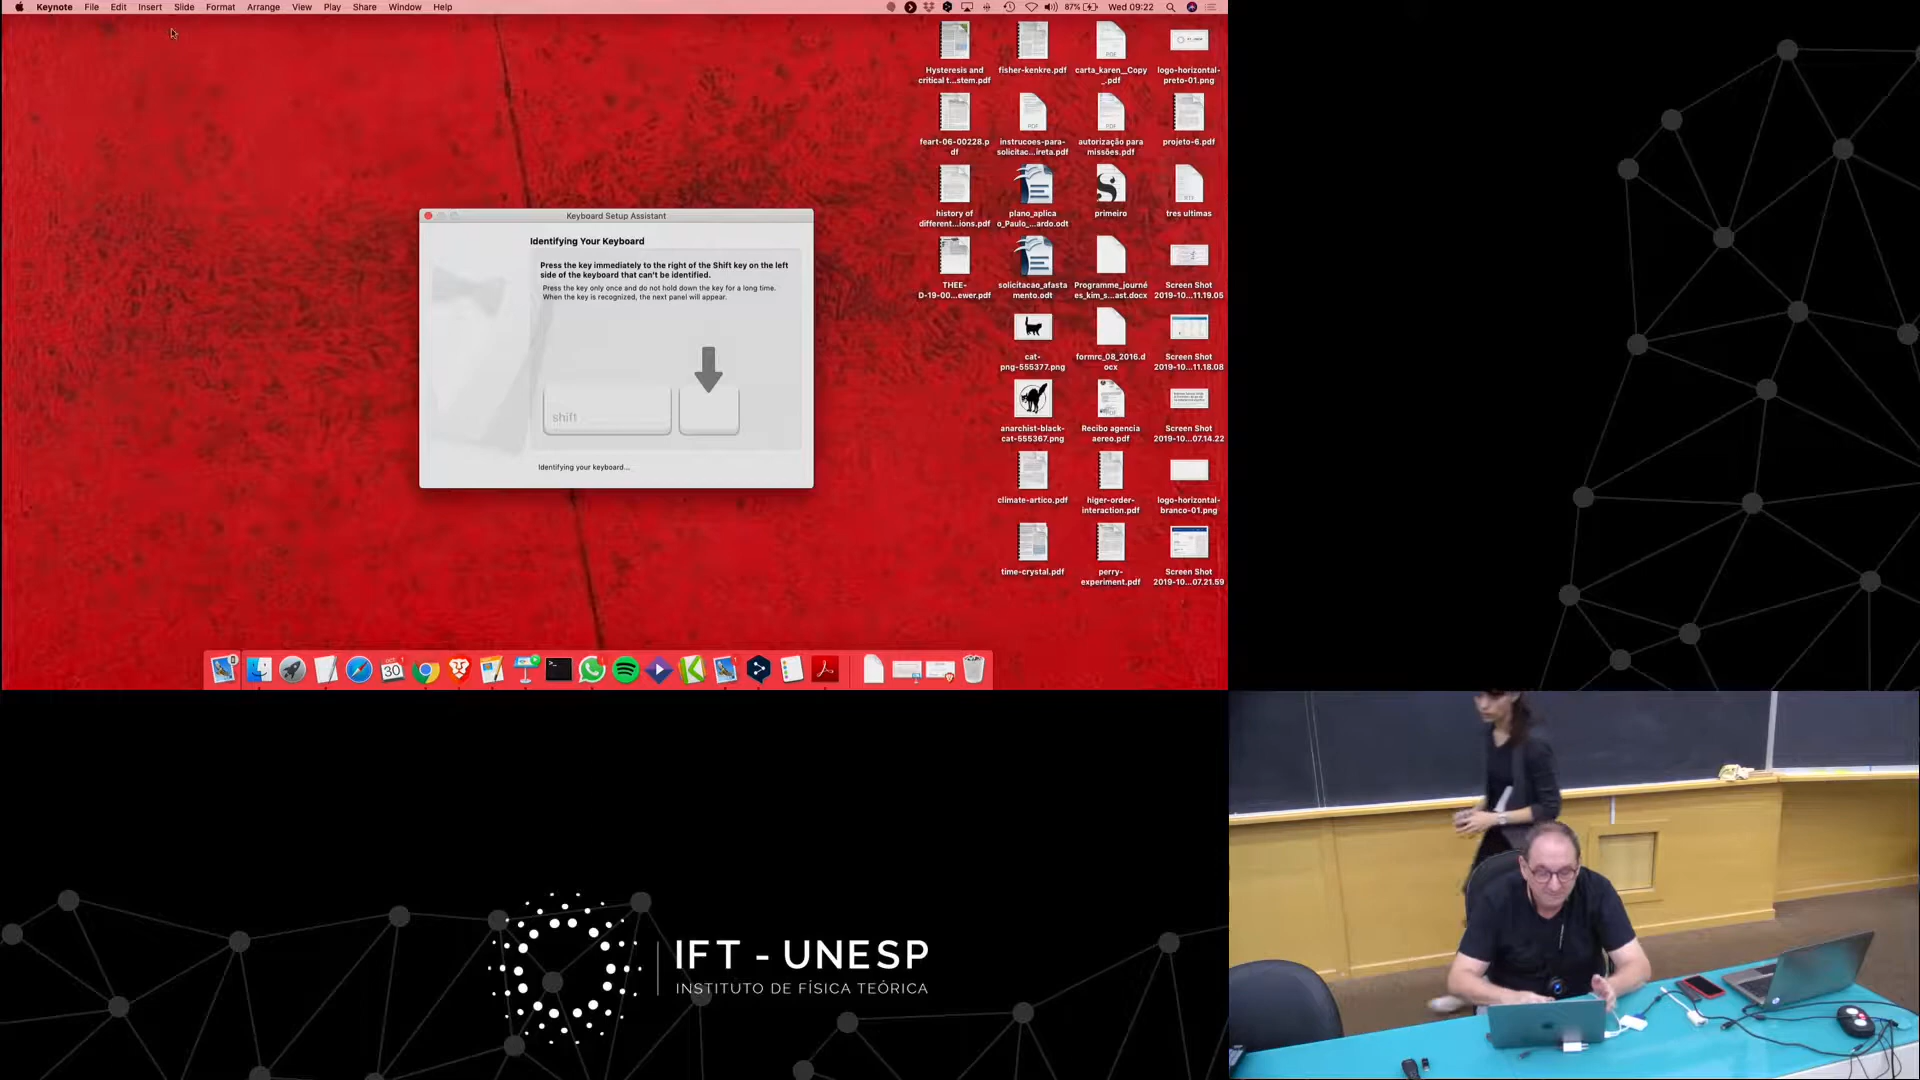 Keynote File Edit Insert Slide Format Arrange Play View Share Window Help
87% Wed 09:22
Hysteresis and
critical t...stem.pdf
fisher-kenkre.pdf
carta_karen__Copy
_.pdf
logo-horizontal-
preto-01.png
feart-06-00228.p
df
instrucoes-para-
solicitac...ireta.pdf
autorização para
missões.pdf
projeto-6.pdf
history of
different...ions.pdf
plano_aplica
o_Paulo_...ardo.odt
primeiro
tres ultimas
THEE-
D-19-00...ewer.pdf
solicitacao_afasta
mento.odt
Programme_journé
es_kim_s...ast.docx
Screen Shot
2019-10...11.19.05
cat-
png-555377.png
formrc_08_2016.d
ocx
Screen Shot
2019-10...11.18.08
anarchist-black-
cat-555367.png
Recibo agencia
aereo.pdf
Screen Shot
2019-10...07.14.22
climate-artico.pdf
higer-order-
interaction.pdf
logo-horizontal-
branco-01.png
time-crystal.pdf
perry-
experiment.pdf
Screen Shot
2019-10...07.21.59
Keyboard Setup Assistant
Identifying Your Keyboard
Press the key immediately to the right of the Shift key on the left
side of the keyboard that can't be identified.
Press the key only once and do not hold down the key for a long time.
When the key is recognized, the next panel will appear.
shift
Identifying your keyboard...
30
IFT - UNESP
INSTITUTO DE FÍSICA TEÓRICA